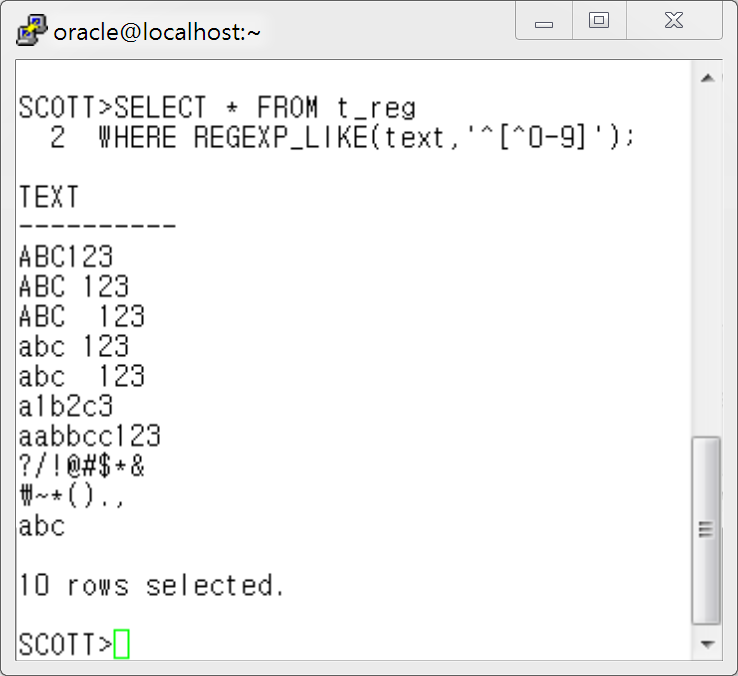 oracle@localhost:~
SCOTT>SELECT * FROM t_reg
  2  WHERE REGEXP_LIKE(text,'^[^0-9]');
TEXT
----------
ABC123
ABC 123
ABC  123
abc 123
abc  123
a1b2c3
aabbcc123
?/!@#$*&
₩~*().,
abc
10 rows selected.
SCOTT>